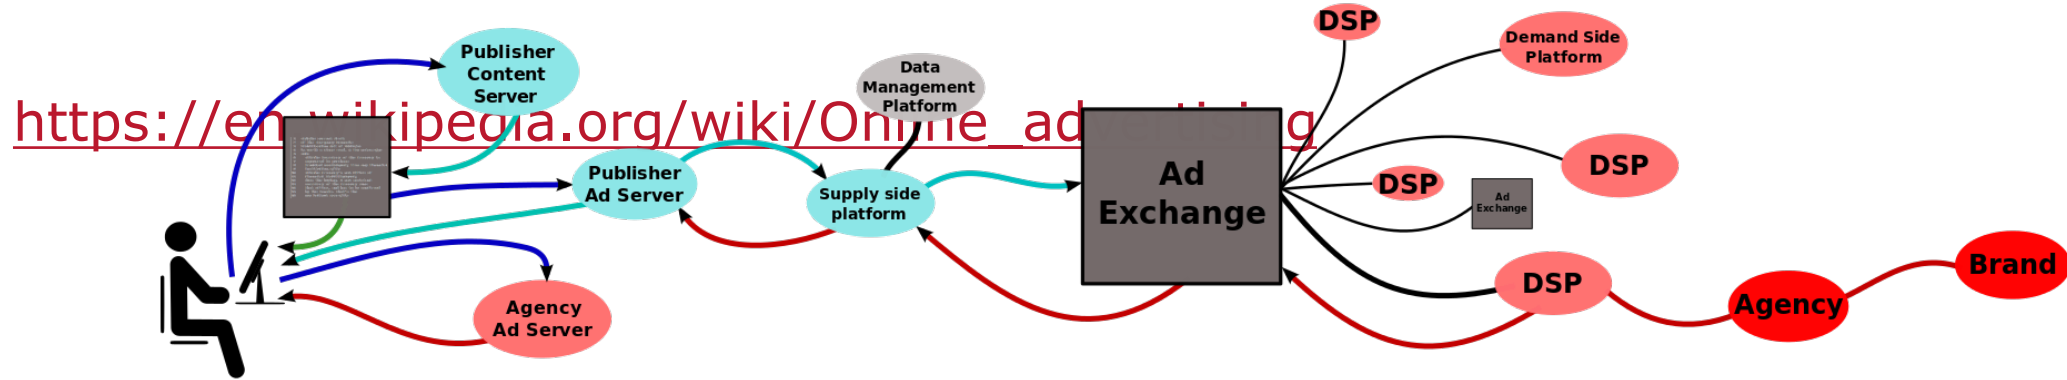 DSP
Demand Side
Platform
Publisher
Content
Server
Data
Management
Platform
https://en.wikipedia.org/wiki/Online_advertising
Ad
Exchange
DSP
DSP
Publisher
Ad Server
Supply side
platform
Ad
Exchange
DSP
Brand
Agency
Agency
Ad Server